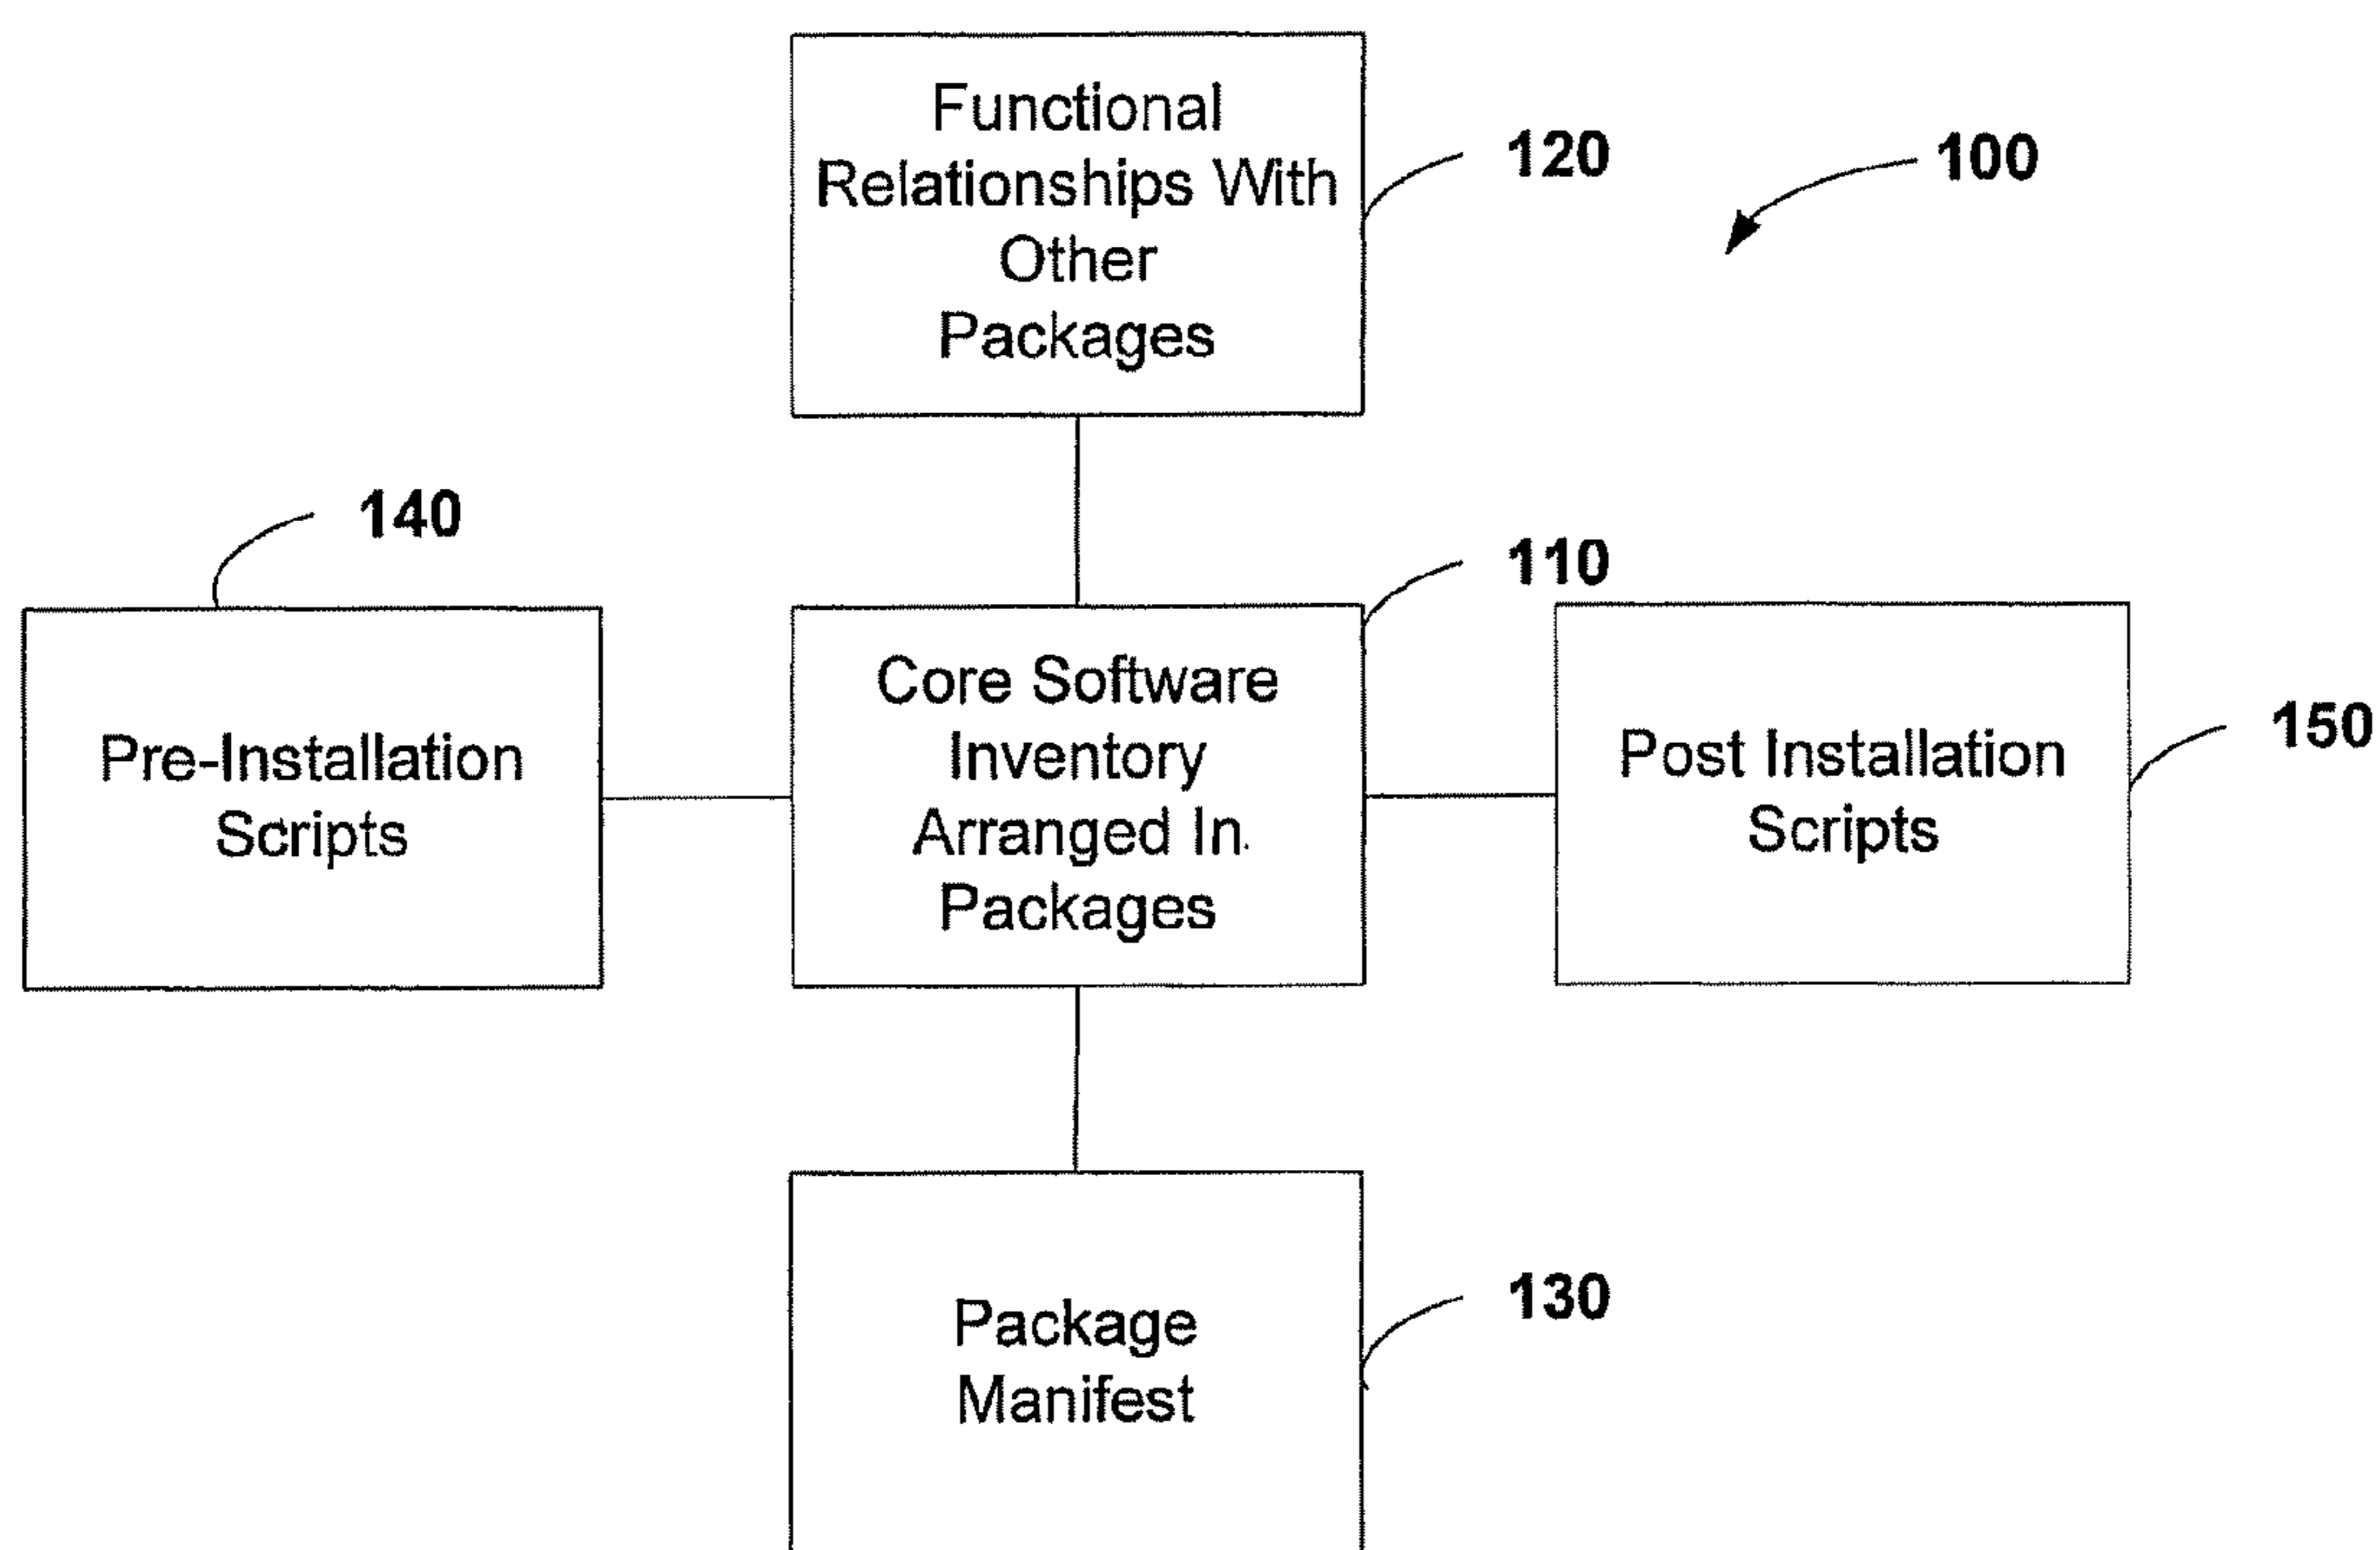 Functional
Relationships With
Other
Packages
120
100
140
110
Pre-Installation
Scripts
Core Software
Inventory
Arranged In
Packages
Post Installation
Scripts
150
Package
Manifest
130